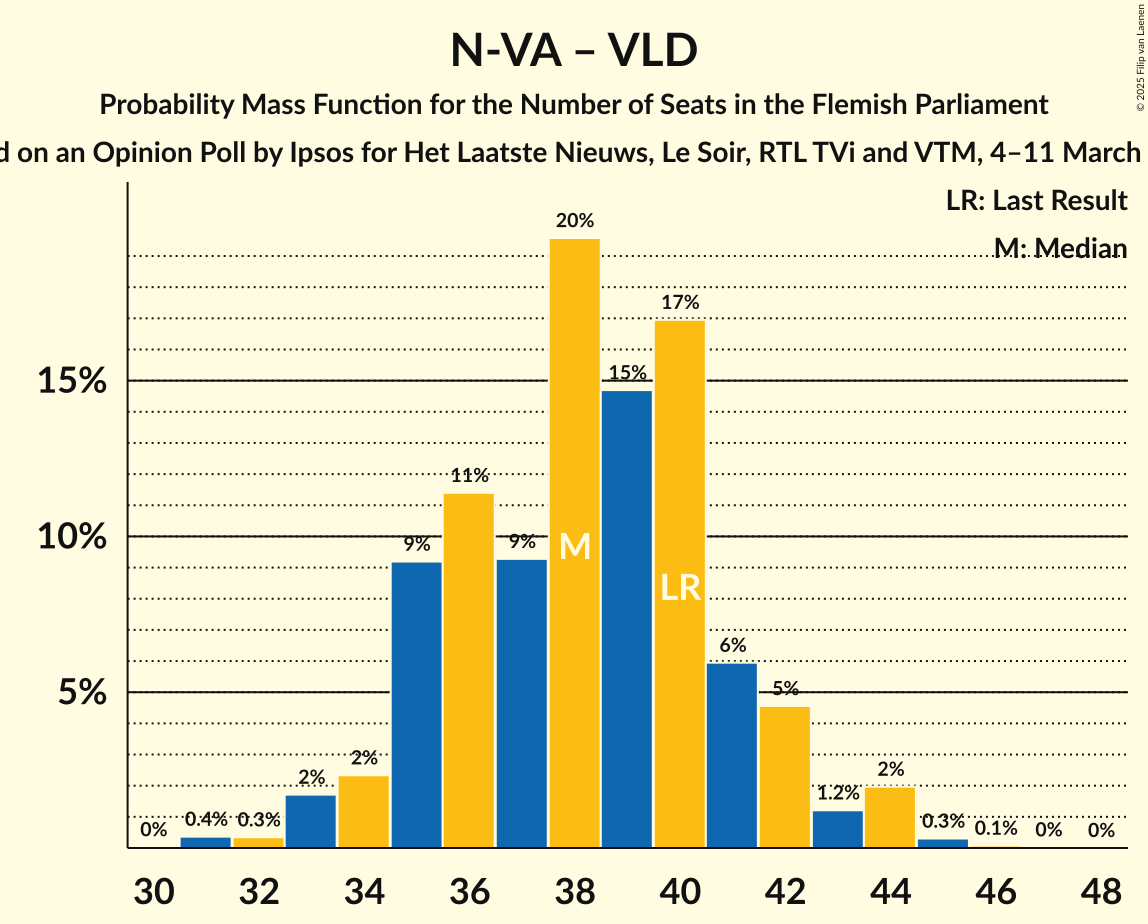 N-VA – VLD
Probability Mass Function for the Number of Seats in the Flemish Parliament
d on an Opinion Poll by Ipsos for Het Laatste Nieuws, Le Soir, RTL TVi and VTM, 4–11 March
© 2025 Filip van Laenen
LR: Last Result
M: Median
20%
17%
15%
15%
11%
10%
9%
9%
M
LR
6%
5%
5%
2%
2%
2%
1.2%
0.4%
0.3%
0.3%
0%
0.1%
0%
0%
30 32 34 36 38 40 42 44 46 48